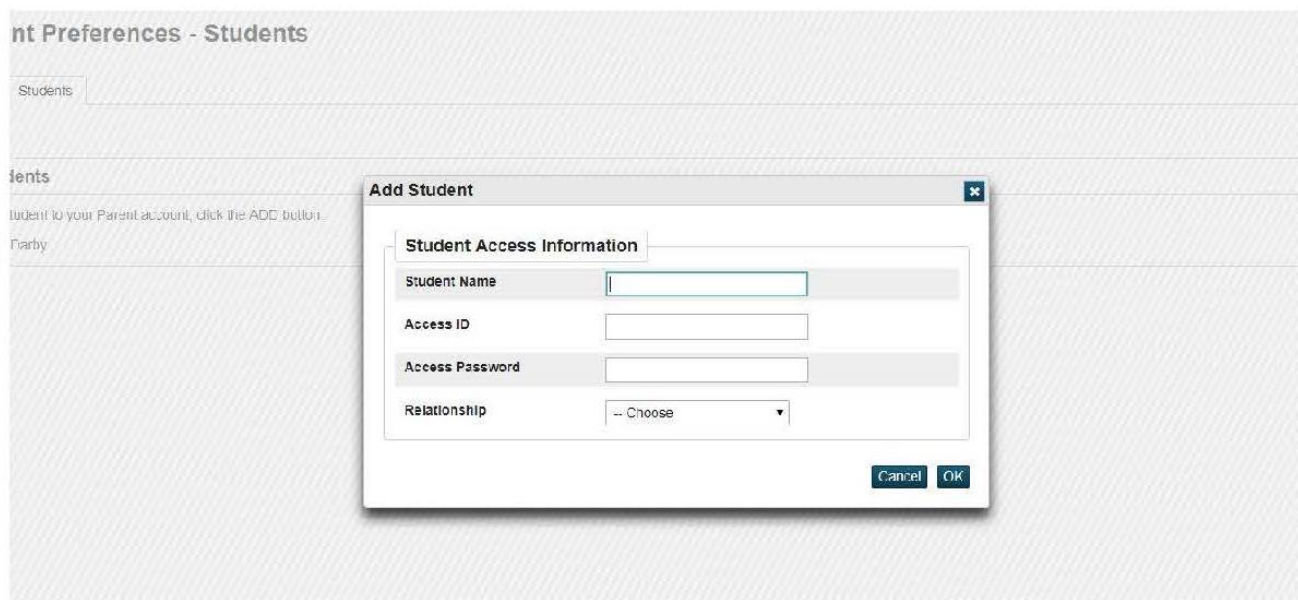 nt Preferences - Students
Students
dents
tudent to your Parent account, click the ADD button.
Darby
Add Student
Student Access Information
Student Name
Access ID
Access Password
Relationship
-- Choose
Cancel OK